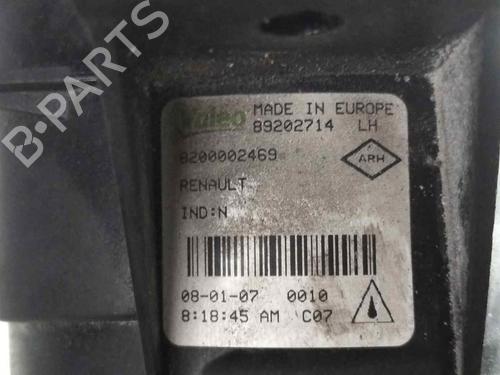 B-PARTS
Valeo MADE IN EUROPE
89202714 LH
8200002469 ARH
RENAULT
IND:N
08-01-07 0010
8:18:45 AM C07